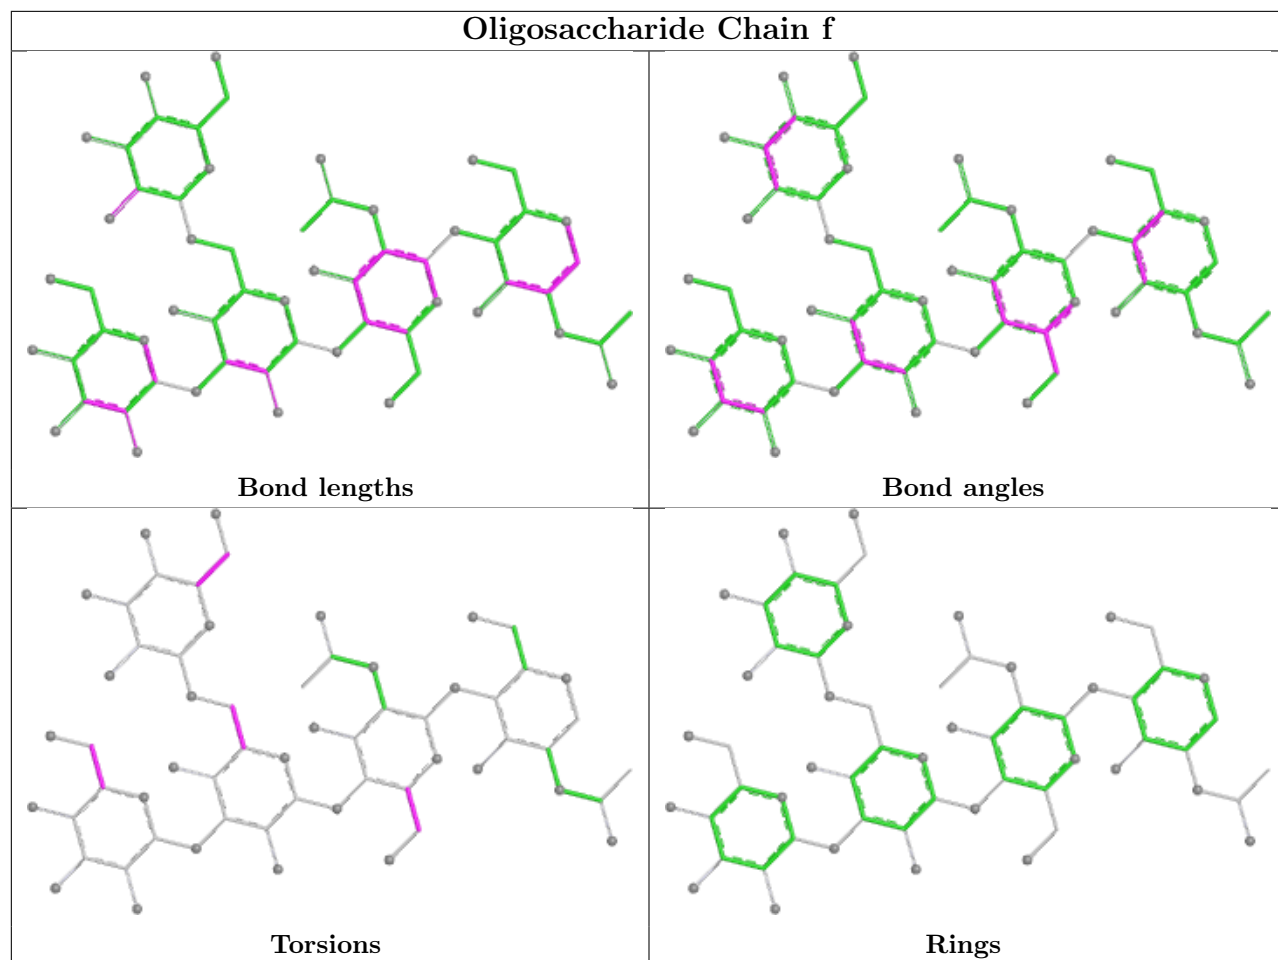 Oligosaccharide Chain f
Bond lengths
Bond angles
Torsions
Rings